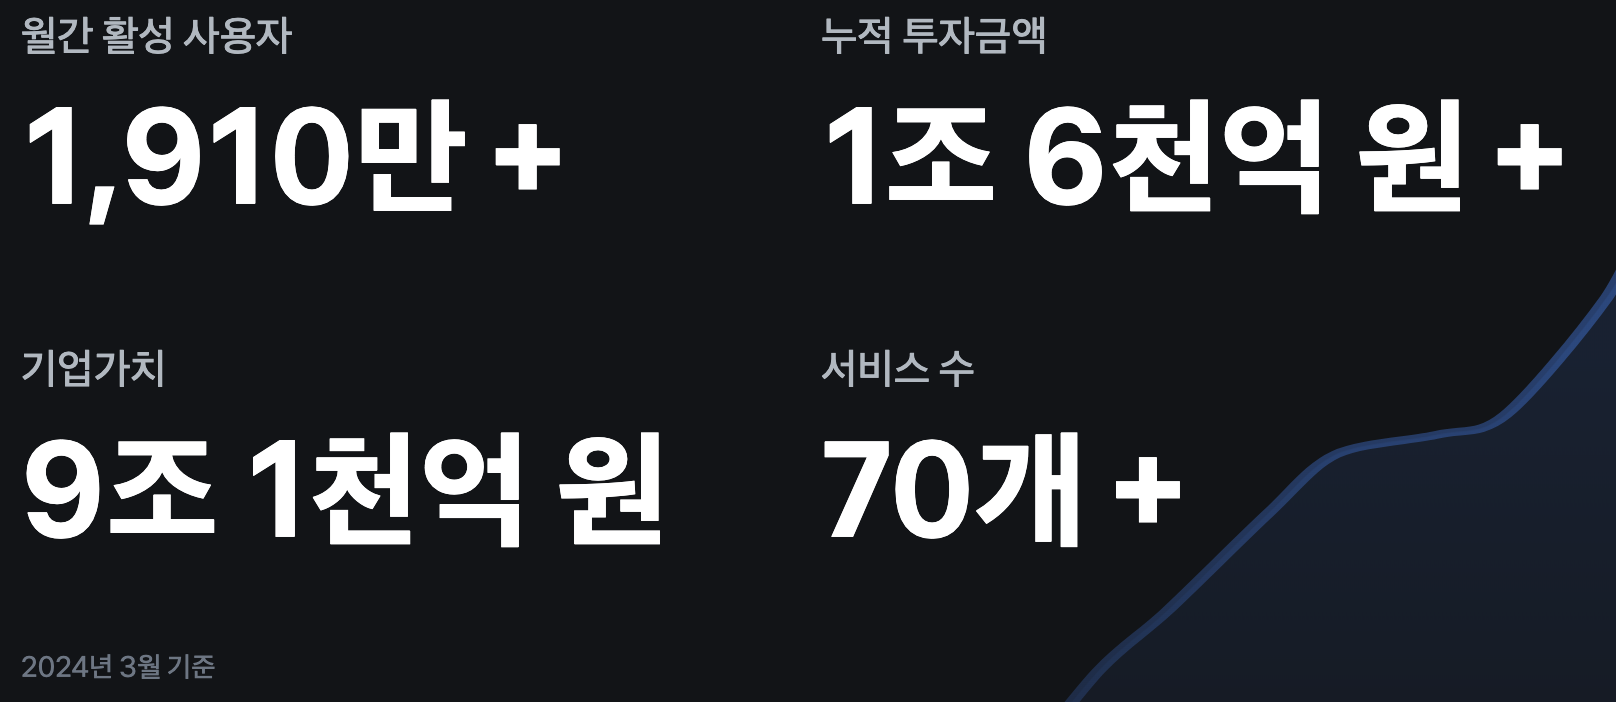 월간 활성 사용자
1,910만 +
누적 투자금액
1조 6천억 원 +
기업가치
9조 1천억 원
서비스 수
70개 +
2024년 3월 기준